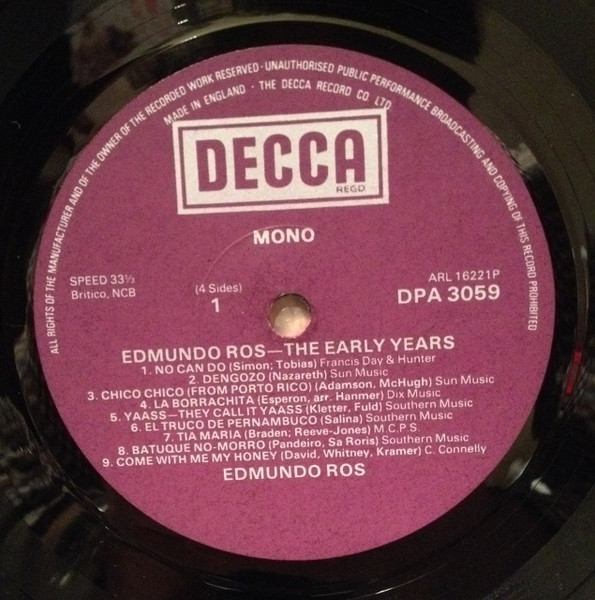 ALL RIGHTS OF THE MANUFACTURER AND OF THE OWNER OF THE RECORDED WORK RESERVED · UNAUTHORISED PUBLIC PERFORMANCE BROADCASTING AND COPYING OF THIS RECORD PROHIBITED
MADE IN ENGLAND · THE DECCA RECORD CO LTD
DECCA
REGD
MONO
SPEED 33⅓
Britico, NCB
(4 Sides)
1
ARL 16221P
DPA 3059
EDMUNDO ROS—THE EARLY YEARS
1. NO CAN DO (Simon; Tobias) Francis Day & Hunter
2. DENGOZO (Nazareth) Sun Music
3. CHICO CHICO (FROM PORTO RICO) (Adamson, McHugh) Sun Music
4. LA BORRACHITA (Esperon, arr. Hanmer) Dix Music
5. YAASS—THEY CALL IT YAASS (Kletter, Fuld) Southern Music
6. EL TRUCO DE PERNAMBUCO (Salina) Southern Music
7. TIA MARIA (Braden; Reeve-Jones) M.C.P.S.
8. BATUQUE NO-MORRO (Pandeiro, Sa Roris) Southern Music
9. COME WITH ME MY HONEY (David, Whitney, Kramer) C. Connelly
EDMUNDO ROS